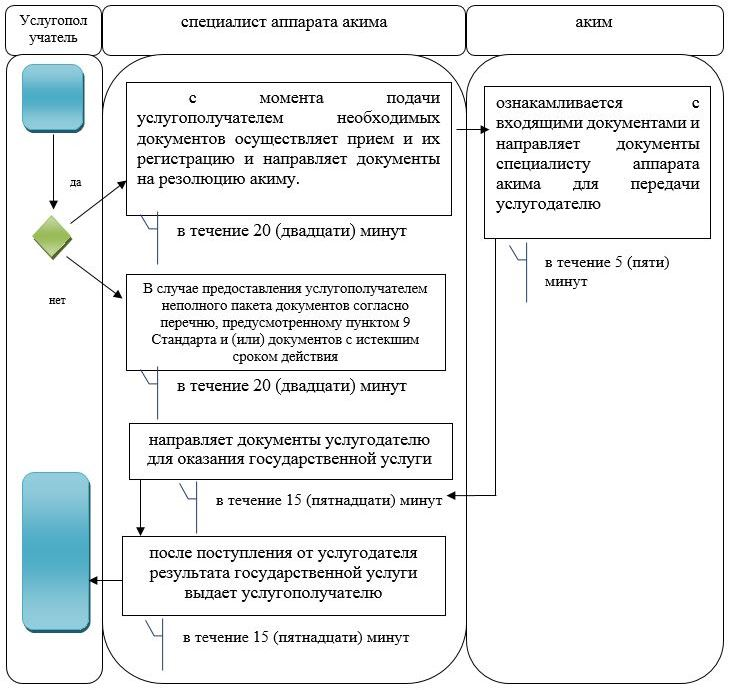 Услугопол
учатель
специалист аппарата акима
аким
с момента подачи
услугополучателем необходимых
документов осуществляет прием и их
регистрацию и направляет документы
на резолюцию акиму.
ознакамливается с
входящими документами и
направляет документы
специалисту аппарата
акима для передачи
услугодателю
да
в течение 20 (двадцати) минут
в течение 5 (пяти)
минут
нет
В случае предоставления услугополучателем
неполного пакета документов согласно
перечню, предусмотренному пунктом 9
Стандарта и (или) документов с истекшим
сроком действия
в течение 20 (двадцати) минут
направляет документы услугодателю
для оказания государственной услуги
в течение 15 (пятнадцати) минут
после поступления от услугодателя
результата государственной услуги
выдает услугополучателю
в течение 15 (пятнадцати) минут